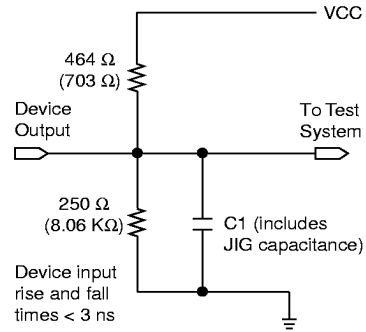 VCC
464 Ω
(703 Ω)
Device
Output
To Test
System
250 Ω
(8.06 KΩ)
C1 (includes
JIG capacitance)
Device input
rise and fall
times < 3 ns